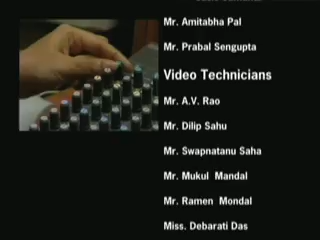 Mr. Amitabha Pal
Mr. Prabal Sengupta
Video Technicians
Mr. A.V. Rao
Mr. Dilip Sahu
Mr. Swapnatanu Saha
Mr. Mukul Mandal
Mr. Ramen Mondal
Miss. Debarati Das